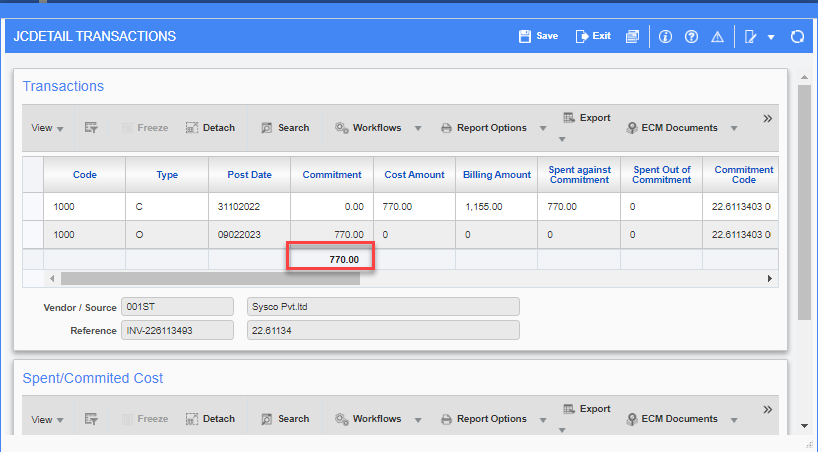 JCDETAIL TRANSACTIONS Save Exit
Transactions
View Freeze Detach Search Workflows Report Options Export ECM Documents
Code Type Post Date Commitment Cost Amount Billing Amount Spent against Commitment Spent Out of Commitment Commitment Code
1000 C 31102022 0.00 770.00 1,155.00 770.00 0 22.6113403 0
1000 O 09022023 770.00 0 0 0 0 22.6113403 0
770.00
Vendor / Source 001ST Sysco Pvt.ltd
Reference INV-226113493 22.61134
Spent/Commited Cost
View Freeze Detach Search Workflows Report Options Export ECM Documents